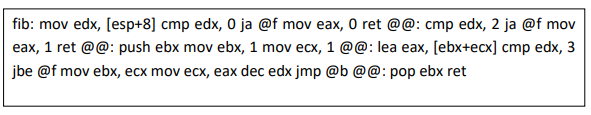 fib: mov edx, [esp+8] cmp edx, 0 ja @f mov eax, 0 ret @@: cmp edx, 2 ja @f mov
eax, 1 ret @@: push ebx mov ebx, 1 mov ecx, 1 @@: lea eax, [ebx+ecx] cmp edx, 3
jbe @f mov ebx, ecx mov ecx, eax dec edx jmp @b @@: pop ebx ret